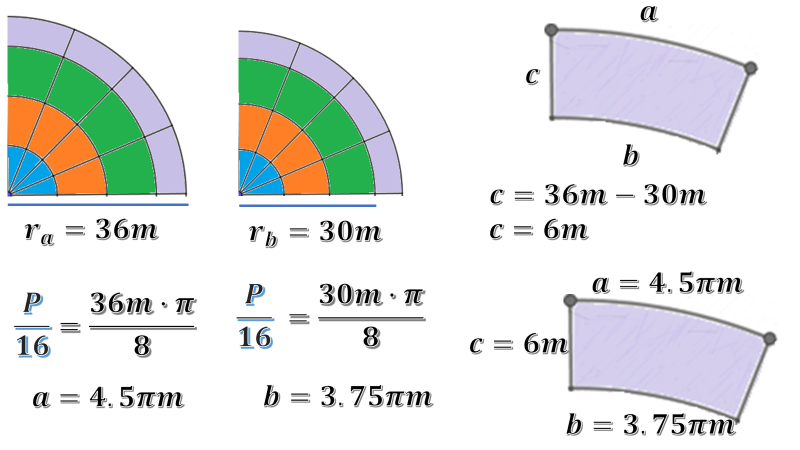 r_a = 36m
P/16 = 36m · π/8
a = 4.5πm
r_b = 30m
P/16 = 30m · π/8
b = 3.75πm
a
c
b
c = 36m − 30m
c = 6m
a = 4.5πm
c = 6m
b = 3.75πm